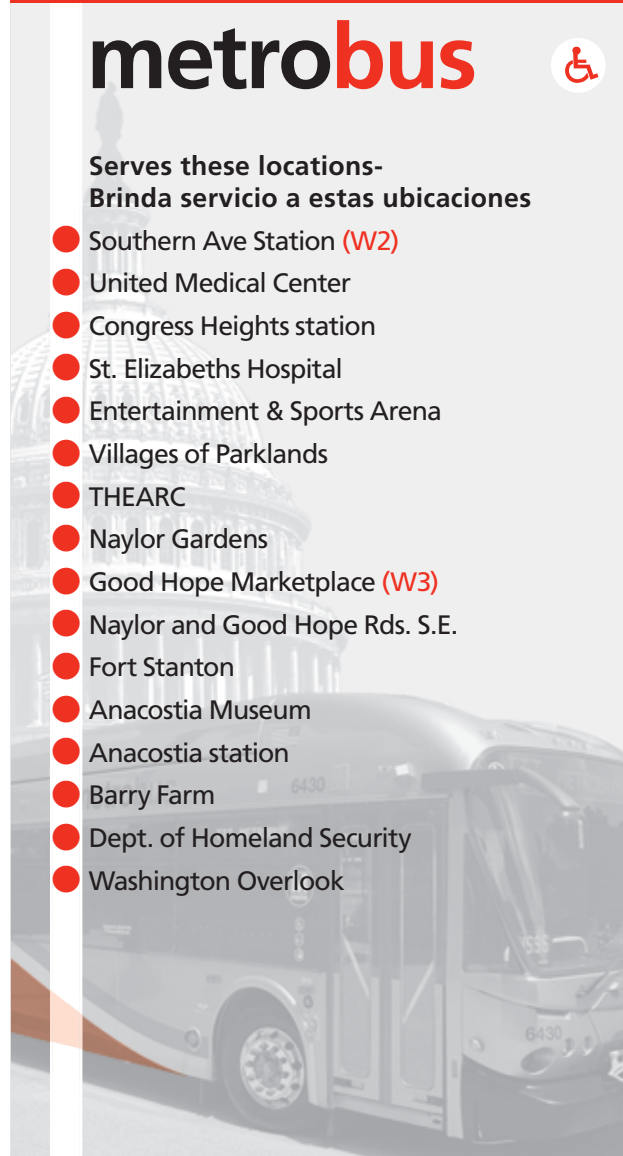 metrobus
Serves these locations-
Brinda servicio a estas ubicaciones
Southern Ave Station (W2)
United Medical Center
Congress Heights station
St. Elizabeths Hospital
Entertainment & Sports Arena
Villages of Parklands
THEARC
Naylor Gardens
Good Hope Marketplace (W3)
Naylor and Good Hope Rds. S.E.
Fort Stanton
Anacostia Museum
Anacostia station
6430
Barry Farm
Dept. of Homeland Security
Washington Overlook
6430